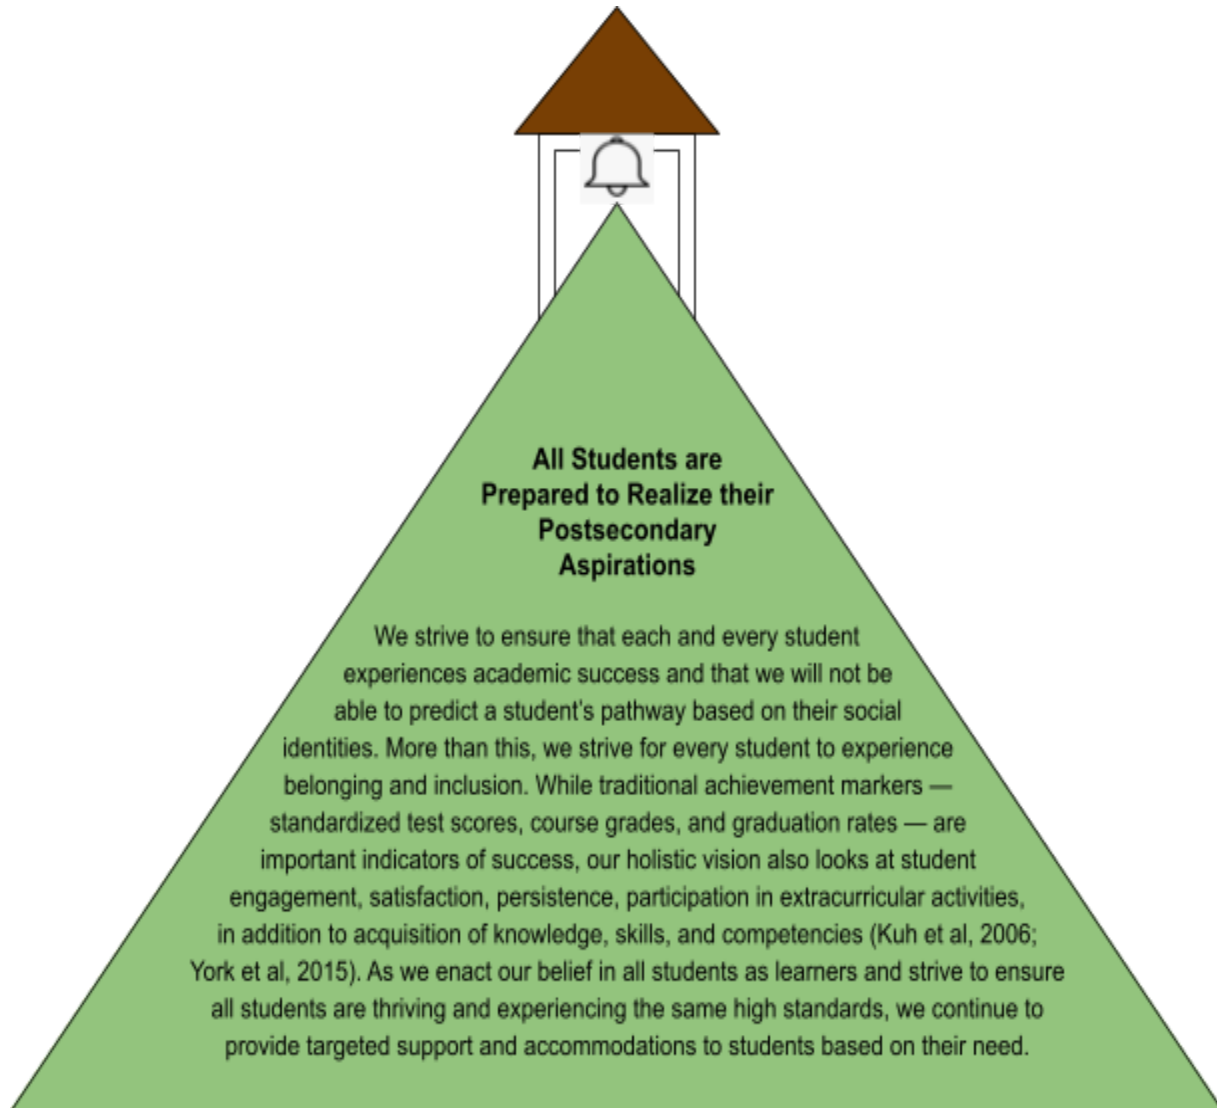 All Students are
Prepared to Realize their
Postsecondary
Aspirations
We strive to ensure that each and every student
experiences academic success and that we will not be
able to predict a student's pathway based on their social
identities. More than this, we strive for every student to experience
belonging and inclusion. While traditional achievement markers —
standardized test scores, course grades, and graduation rates — are
important indicators of success, our holistic vision also looks at student
engagement, satisfaction, persistence, participation in extracurricular activities,
in addition to acquisition of knowledge, skills, and competencies (Kuh et al, 2006;
York et al, 2015). As we enact our belief in all students as learners and strive to ensure
all students are thriving and experiencing the same high standards, we continue to
provide targeted support and accommodations to students based on their need.